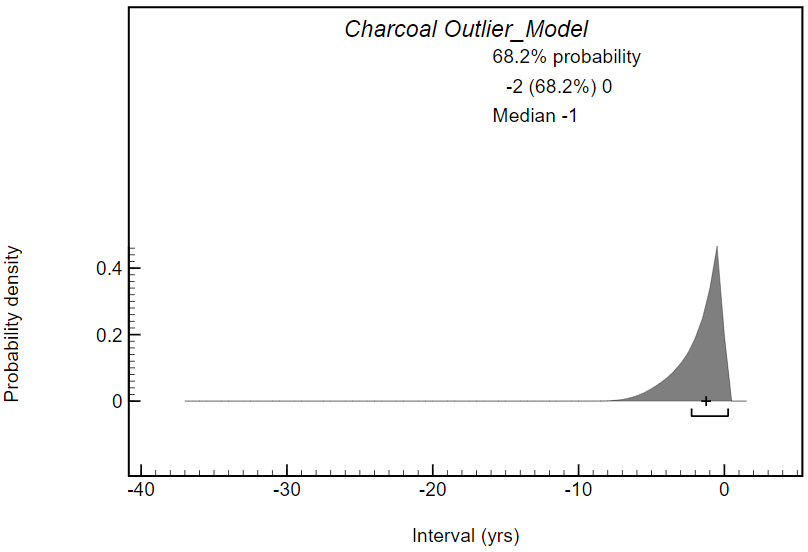 Charcoal Outlier_Model
68.2% probability
-2 (68.2%) 0
Median -1
Probability density
0.4
0.2
0
-40 -30 -20 -10 0
Interval (yrs)